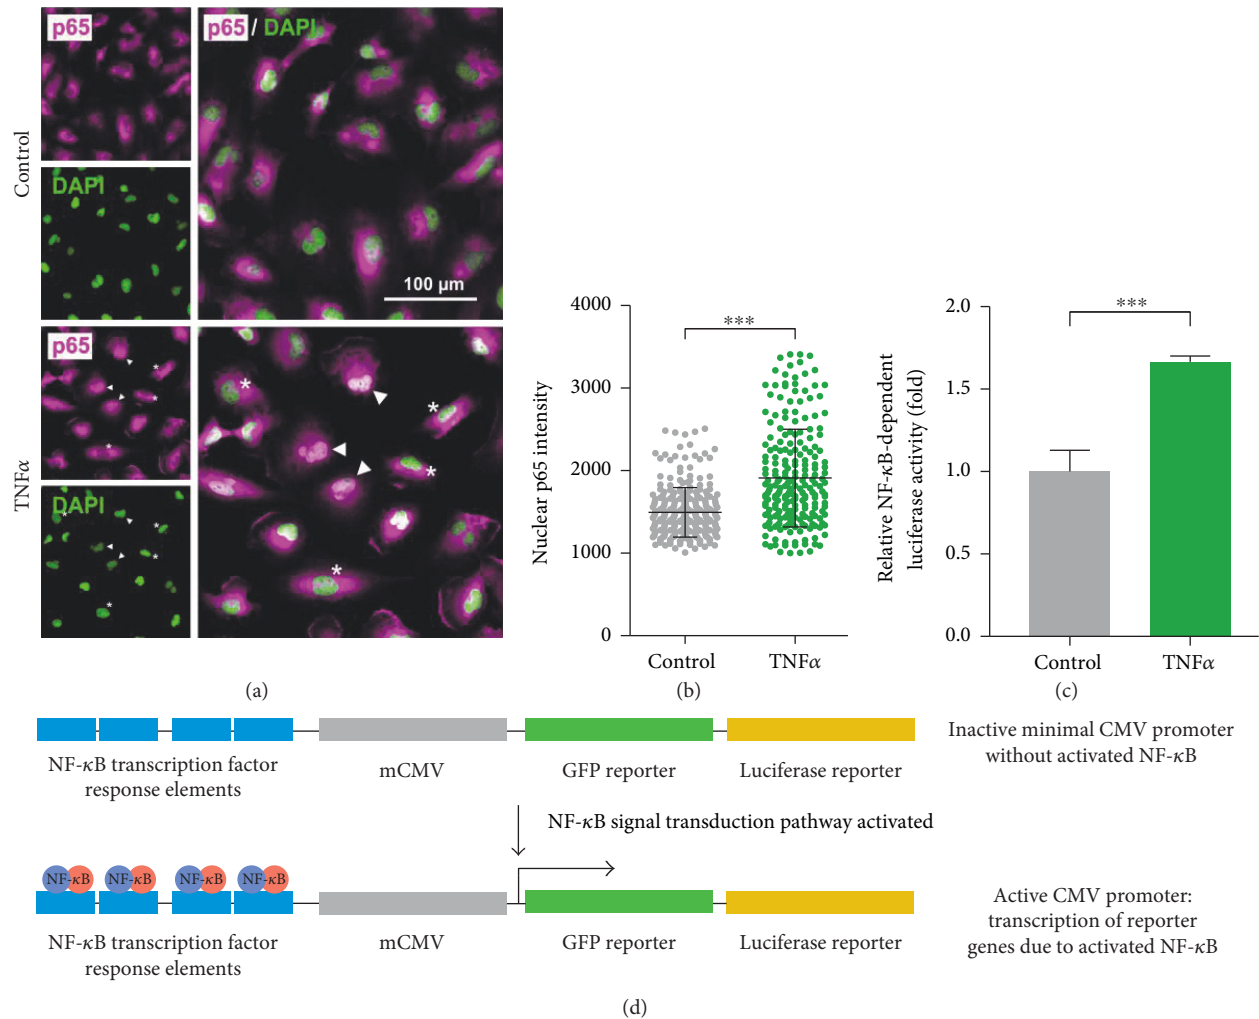 Control
p65
p65 / DAPI
DAPI
100 µm
TNFα
p65
DAPI
(a)
Nuclear p65 intensity
4000
3000
2000
1000
0
***
Control
TNFα
(b)
Relative NF-κB-dependent
luciferase activity (fold)
2.0
1.5
1.0
0.5
0.0
***
Control
TNFα
(c)
NF-κB transcription factor
response elements
mCMV
GFP reporter
Luciferase reporter
Inactive minimal CMV promoter
without activated NF-κB
NF-κB signal transduction pathway activated
NF-κB
NF-κB
NF-κB
NF-κB
NF-κB transcription factor
response elements
mCMV
GFP reporter
Luciferase reporter
Active CMV promoter:
transcription of reporter
genes due to activated NF-κB
(d)